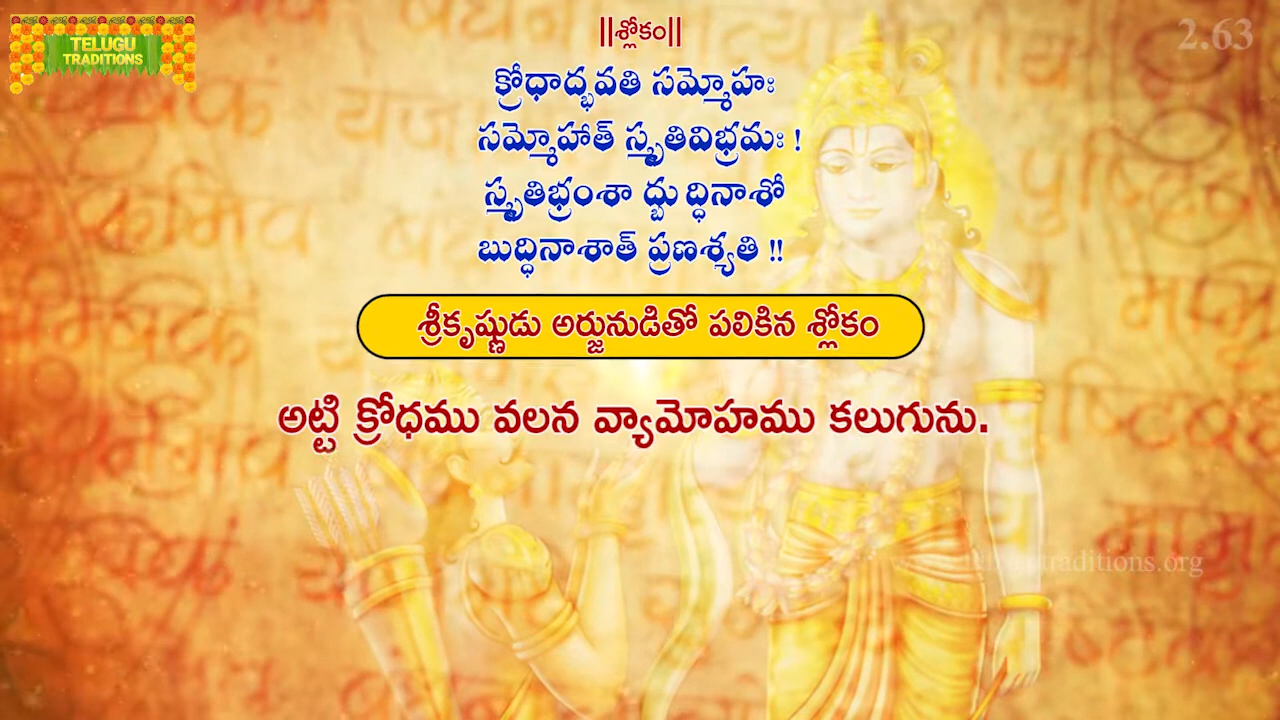 TELUGU
TRADITIONS
||శ్లోకం||
2.63
క్రోధాద్భవతి సమ్మోహః
సమ్మోహాత్ స్మృతివిభ్రమః !
స్మృతిభ్రంశా ద్బు ద్ధినాశో
బుద్ధినాశాత్ ప్రణశ్యతి !!
శ్రీకృష్ణుడు అర్జునుడితో పలికిన శ్లోకం
అట్టి క్రోధము వలన వ్యామోహము కలుగును.